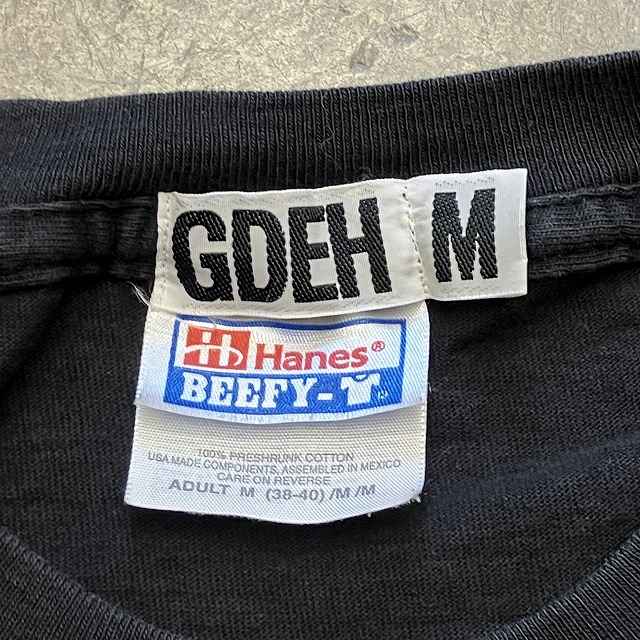 GDEH M
Hanes®
BEEFY-T
100% PRESHRUNK COTTON
USA MADE COMPONENTS, ASSEMBLED IN MEXICO
CARE ON REVERSE
ADULT M (38-40) /M /M